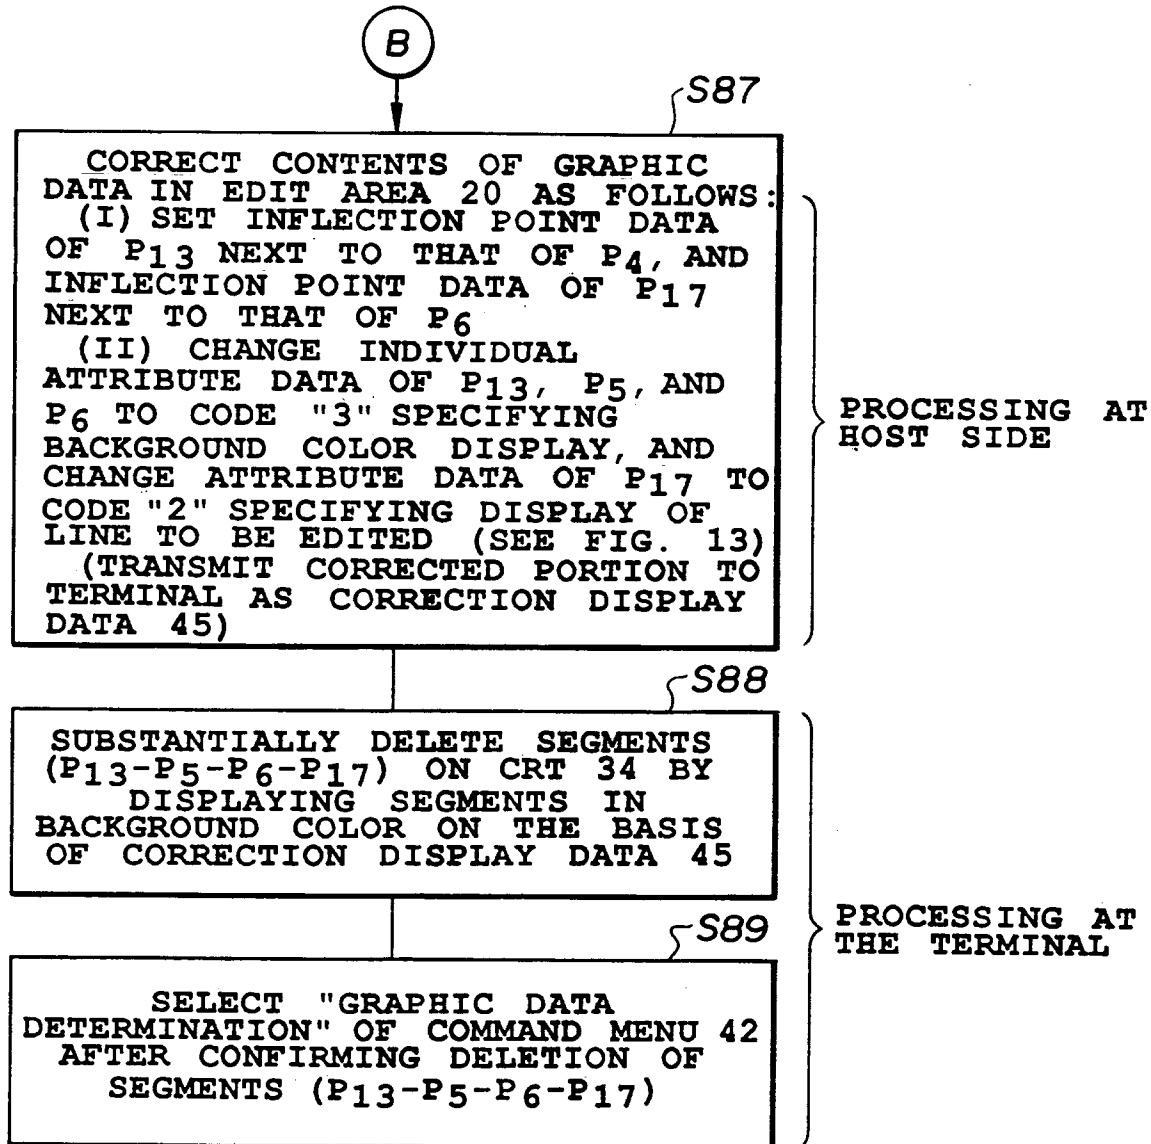 B
S87
CORRECT CONTENTS OF GRAPHIC
DATA IN EDIT AREA 20 AS FOLLOWS:
(I) SET INFLECTION POINT DATA
OF P13 NEXT TO THAT OF P4, AND
INFLECTION POINT DATA OF P17
NEXT TO THAT OF P6
(II) CHANGE INDIVIDUAL
ATTRIBUTE DATA OF P13, P5, AND
P6 TO CODE "3" SPECIFYING
BACKGROUND COLOR DISPLAY, AND
CHANGE ATTRIBUTE DATA OF P17 TO
CODE "2" SPECIFYING DISPLAY OF
LINE TO BE EDITED (SEE FIG. 13)
(TRANSMIT CORRECTED PORTION TO
TERMINAL AS CORRECTION DISPLAY
DATA 45)
PROCESSING AT
HOST SIDE
S88
SUBSTANTIALLY DELETE SEGMENTS
(P13-P5-P6-P17) ON CRT 34 BY
DISPLAYING SEGMENTS IN
BACKGROUND COLOR ON THE BASIS
OF CORRECTION DISPLAY DATA 45
S89
SELECT "GRAPHIC DATA
DETERMINATION" OF COMMAND MENU 42
AFTER CONFIRMING DELETION OF
SEGMENTS (P13-P5-P6-P17)
PROCESSING AT
THE TERMINAL